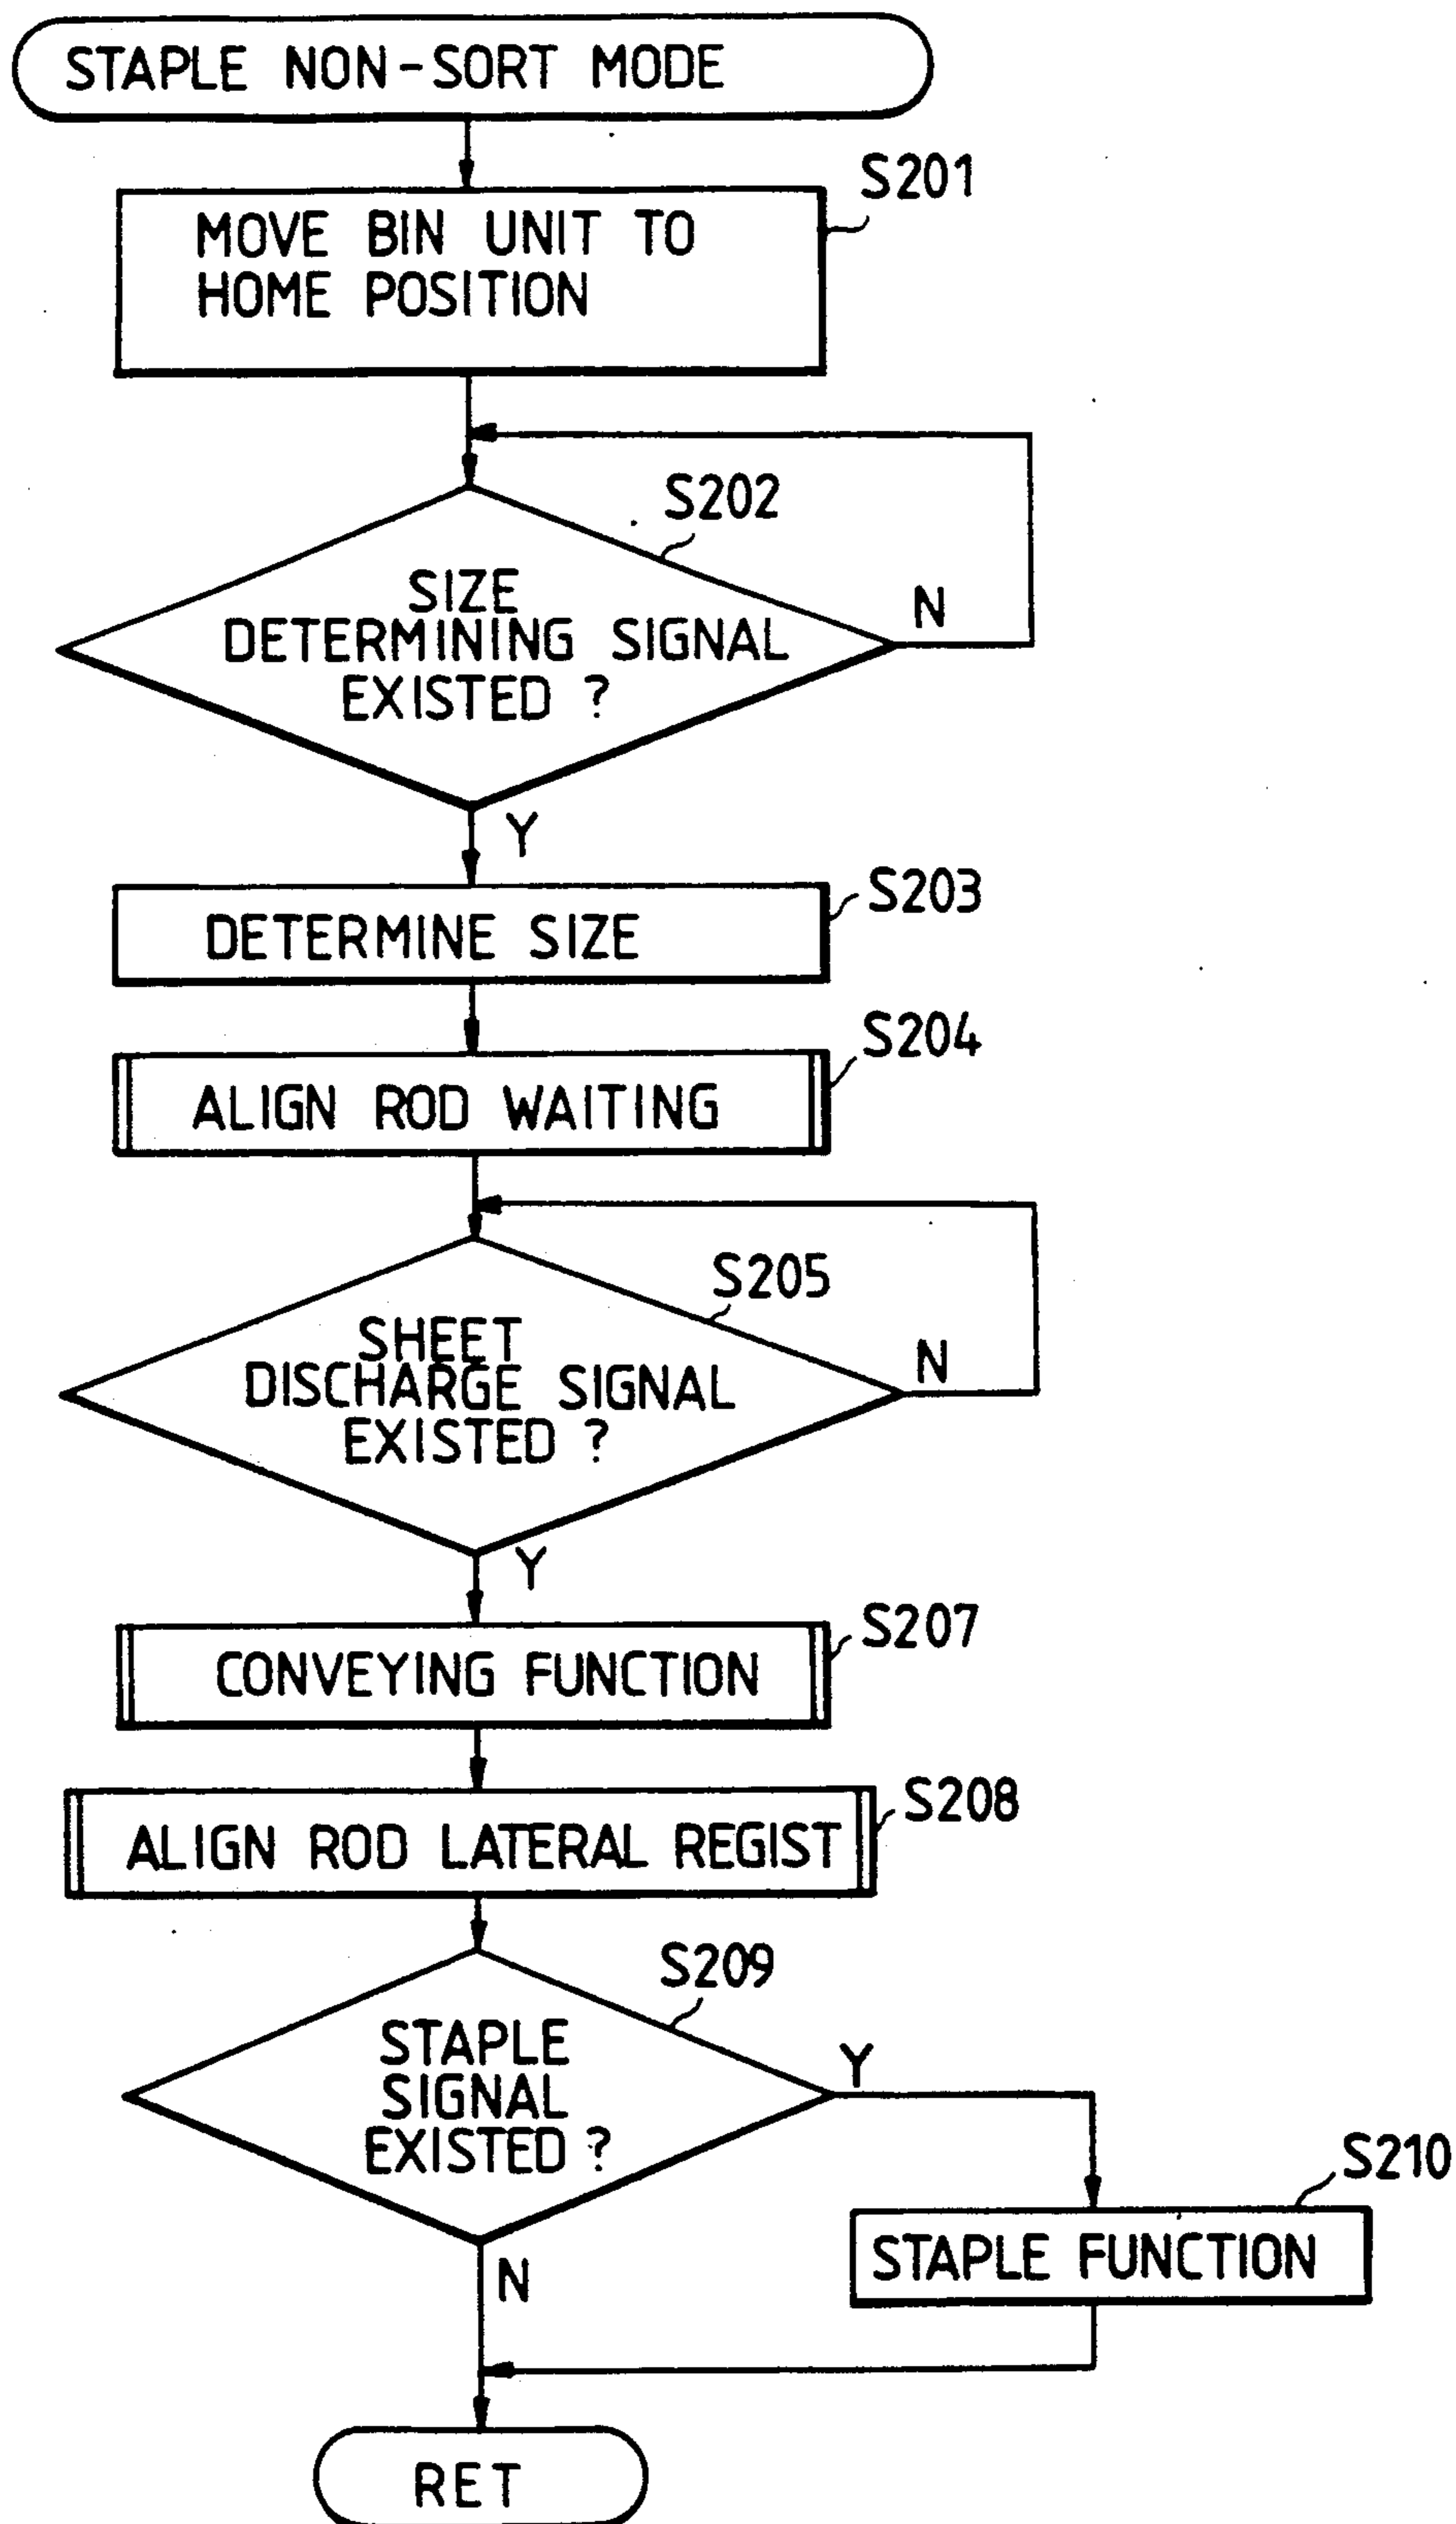 STAPLE NON-SORT MODE
S201
MOVE BIN UNIT TO
HOME POSITION
S202
SIZE
DETERMINING SIGNAL
EXISTED ?
N
Y
S203
DETERMINE SIZE
S204
ALIGN ROD WAITING
S205
SHEET
DISCHARGE SIGNAL
EXISTED ?
N
Y
S207
CONVEYING FUNCTION
S208
ALIGN ROD LATERAL REGIST
S209
STAPLE
SIGNAL
EXISTED ?
Y
S210
STAPLE FUNCTION
N
RET